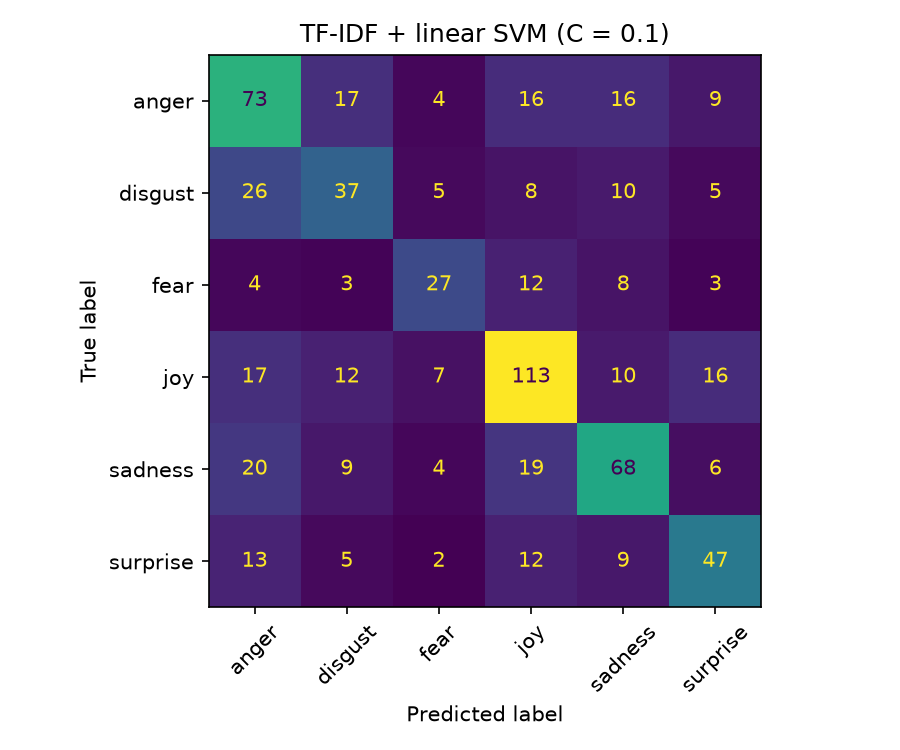 TF-IDF + linear SVM (C = 0.1)
True label
anger 73 17 4 16 16 9
disgust 26 37 5 8 10 5
fear 4 3 27 12 8 3
joy 17 12 7 113 10 16
sadness 20 9 4 19 68 6
surprise 13 5 2 12 9 47
anger disgust fear joy sadness surprise
Predicted label